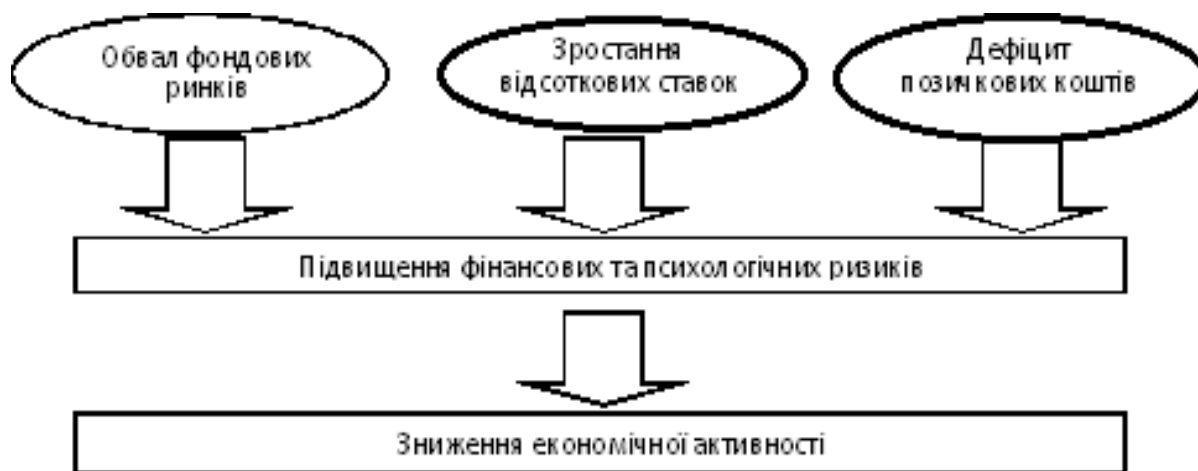 Обвал фондових
ринків
Зростання
відсоткових ставок
Дефіцит
позичкових коштів
Підвищення фінансових та психологічних ризиків
Зниження економічної активності